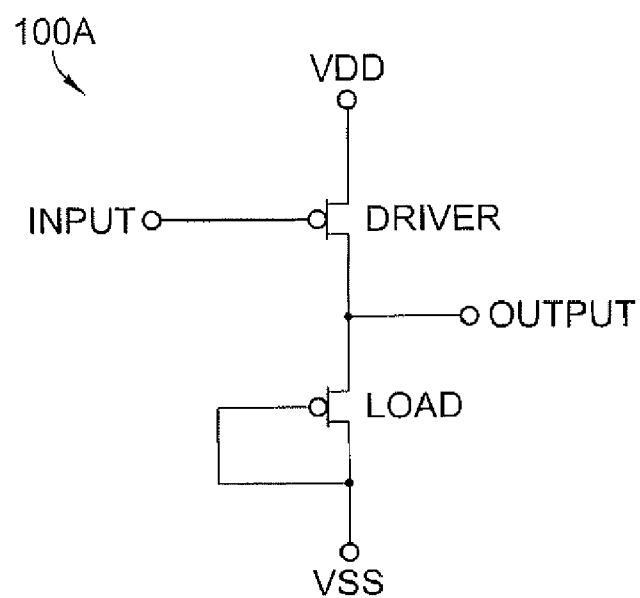 100A
VDD
INPUT
DRIVER
OUTPUT
LOAD
VSS